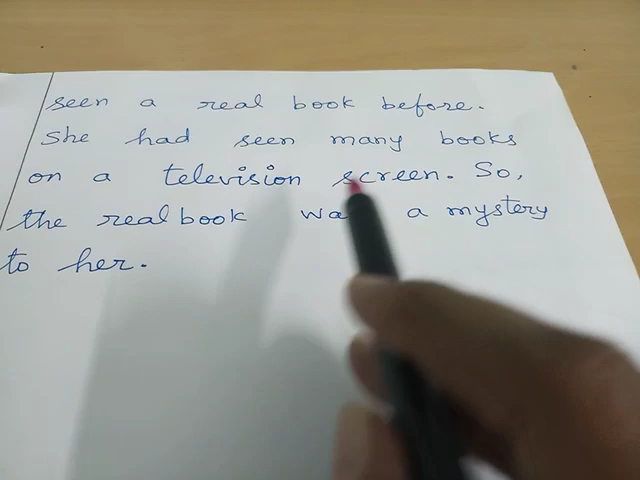 seen a real book before.
She had seen many books
on a television screen. So,
the real book wa a mystery
to her.